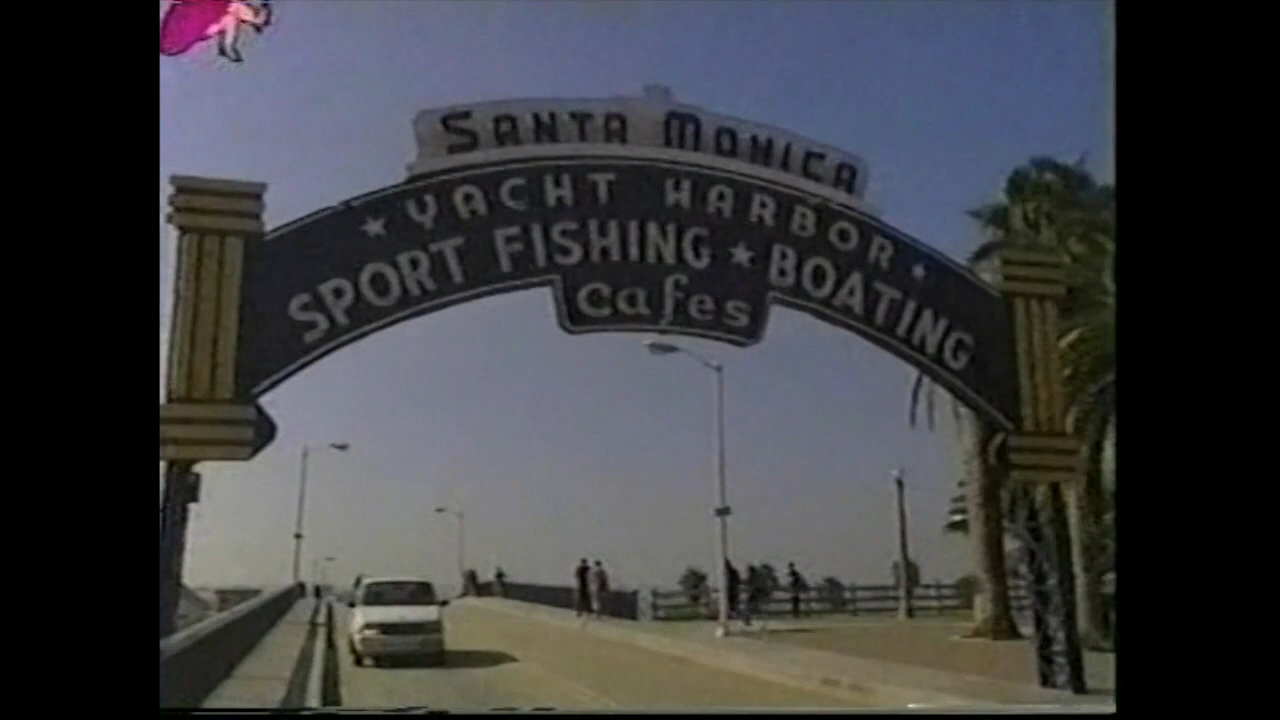 SANTA MONICA
★ YACHT HARBOR ★
SPORT FISHING ★ BOATING
cafes